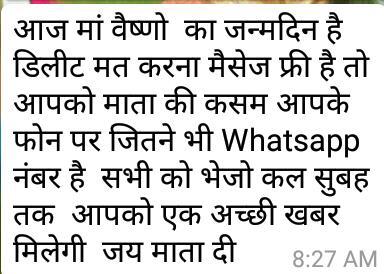 आज मां वैष्णो का जन्मदिन है
डिलीट मत करना मैसेज फ्री है तो
आपको माता की कसम आपके
फोन पर जितने भी Whatsapp
नंबर है सभी को भेजो कल सुबह
तक आपको एक अच्छी खबर
मिलेगी जय माता दी
8:27 AM